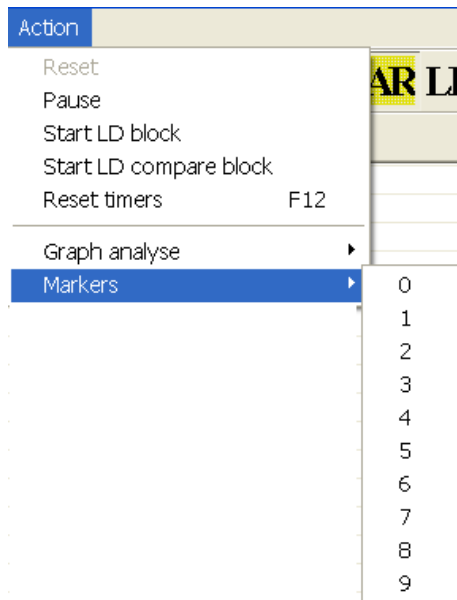 Action
Reset
AR
Pause
Start LD block
Start LD compare block
Reset timers F12
Graph analyse
Markers
0
1
2
3
4
5
6
7
8
9